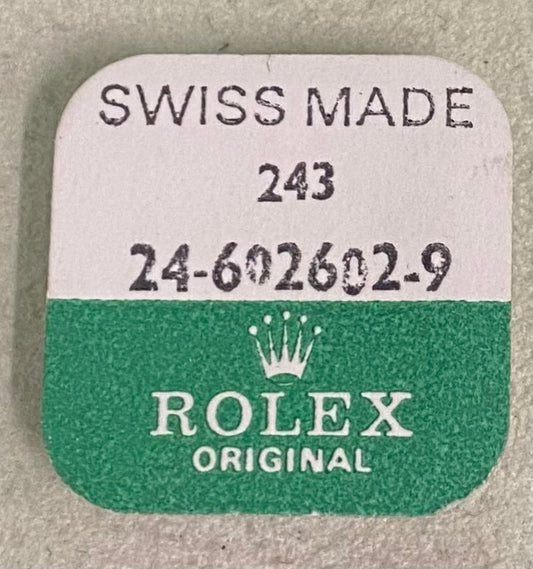 SWISS MADE
243
24-602602-9
ROLEX
ORIGINAL